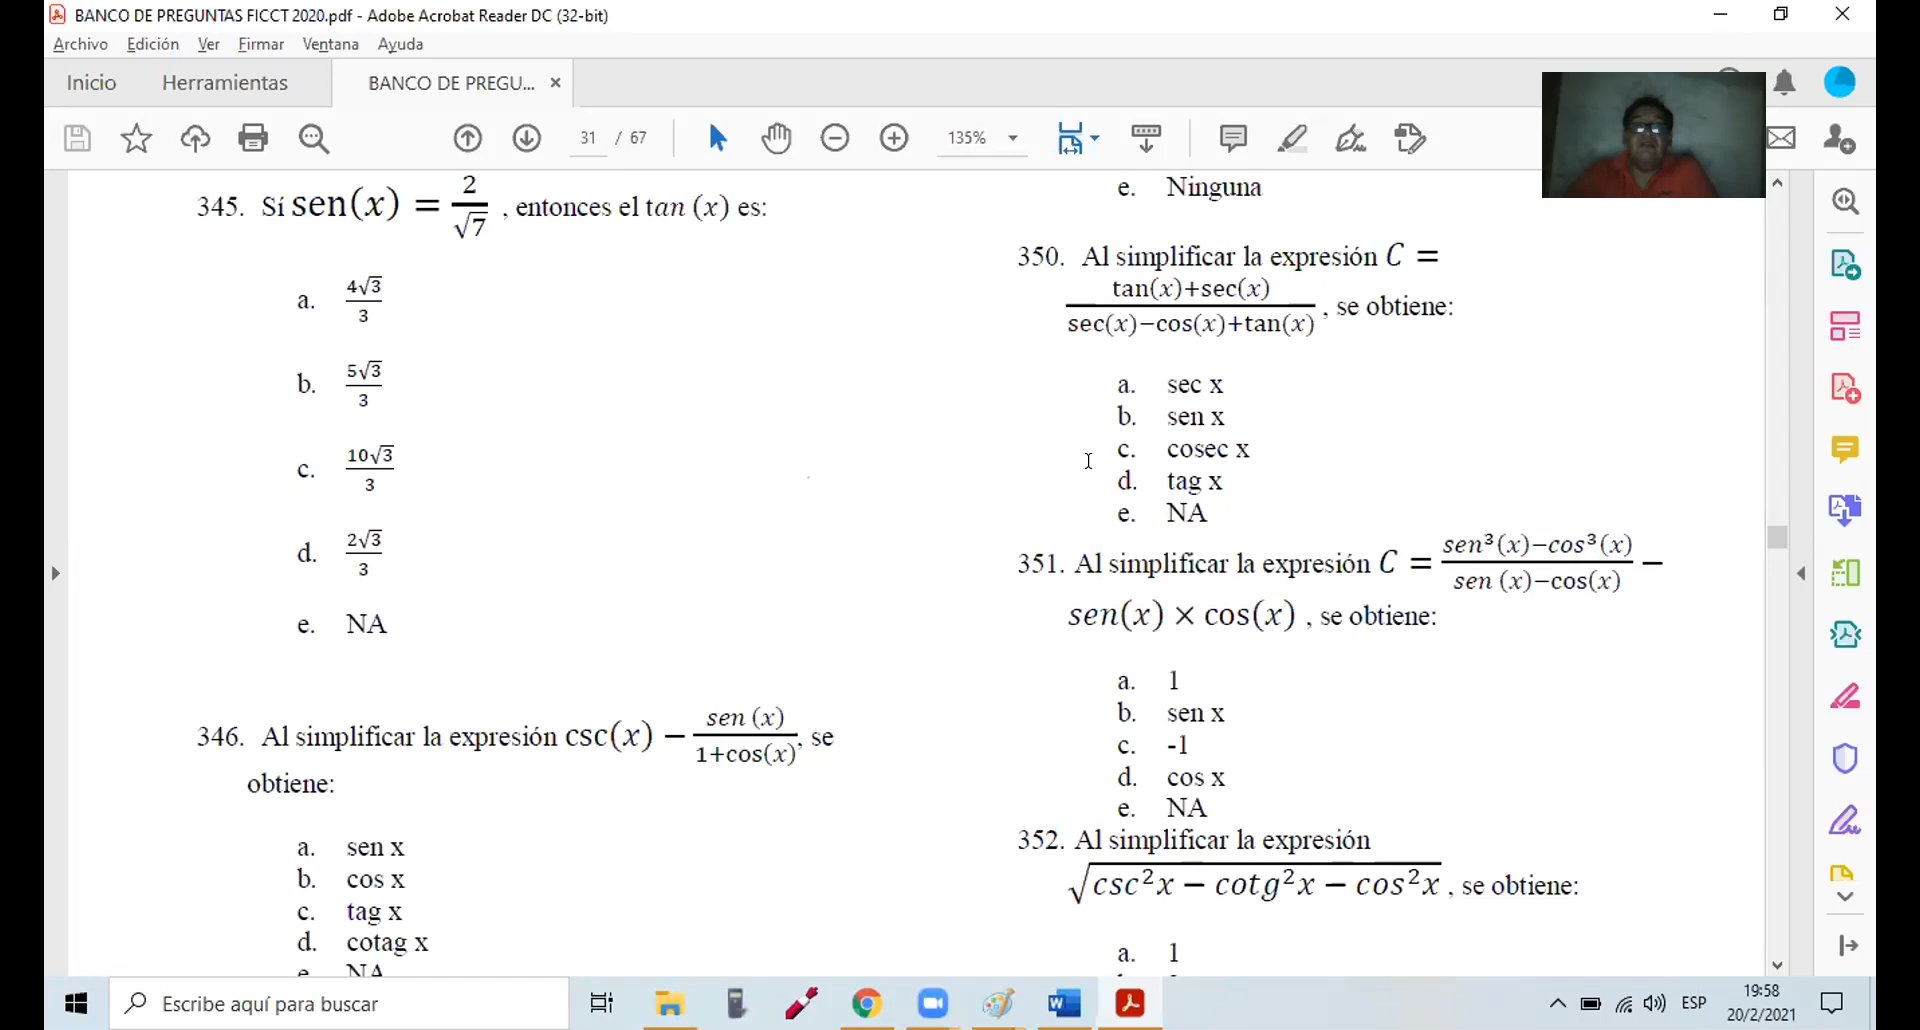 BANCO DE PREGUNTAS FICCT 2020.pdf - Adobe Acrobat Reader DC (32-bit)
Archivo Edición Ver Firmar Ventana Ayuda
Inicio Herramientas BANCO DE PREGU... ×
31 / 67 135%
345. Sí sen(x) = 2/√7 , entonces el tan (x) es:
a. 4√3/3
b. 5√3/3
c. 10√3/3
d. 2√3/3
e. NA
346. Al simplificar la expresión csc(x) − sen (x)/1+cos(x), se
obtiene:
a. sen x
b. cos x
c. tag x
d. cotag x
e. NA
e. Ninguna
350. Al simplificar la expresión C =
tan(x)+sec(x)/sec(x)−cos(x)+tan(x) , se obtiene:
a. sec x
b. sen x
c. cosec x
d. tag x
e. NA
351. Al simplificar la expresión C = sen³(x)−cos³(x)/sen (x)−cos(x) −
sen(x) × cos(x) , se obtiene:
a. 1
b. sen x
c. -1
d. cos x
e. NA
352. Al simplificar la expresión
√csc²x − cotg²x − cos²x , se obtiene:
a. 1
Escribe aquí para buscar
ESP
19:58
20/2/2021